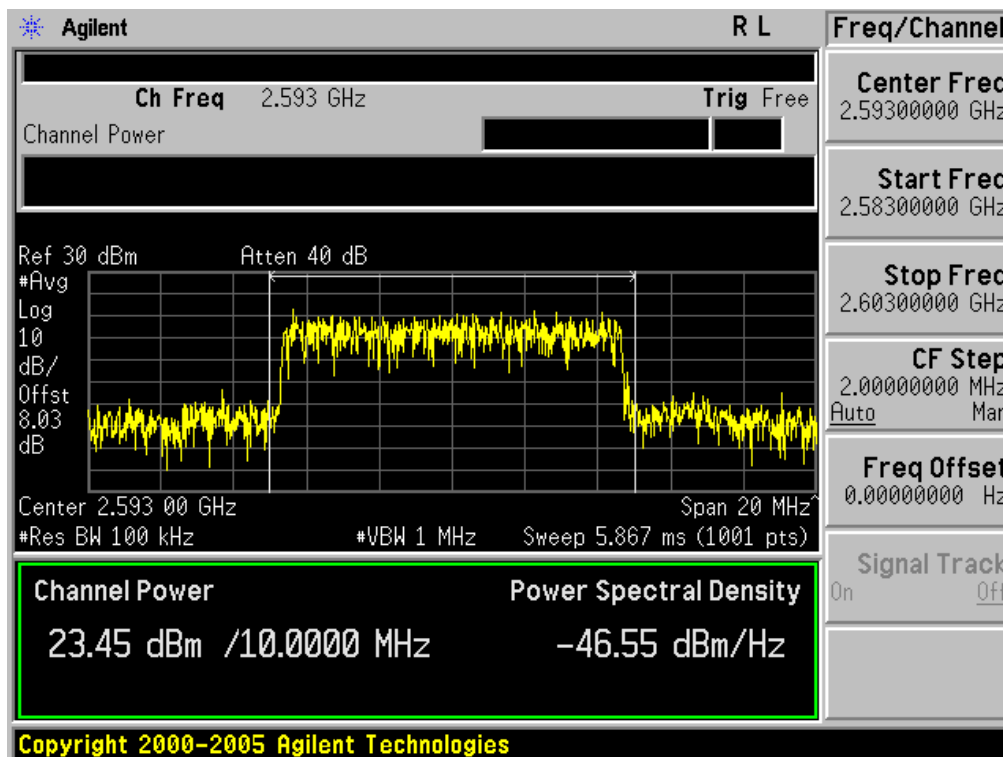 Agilent
R L
Freq/Channel
Ch Freq 2.593 GHz
Trig Free
Channel Power
Center Freq
2.59300000 GHz
Start Freq
2.58300000 GHz
Stop Freq
2.60300000 GHz
CF Step
2.00000000 MHz
Auto Man
Freq Offset
0.00000000 Hz
Signal Track
On Off
Ref 30 dBm
Atten 40 dB
#Avg
Log
10
dB/
Offst
8.03
dB
Center 2.593 00 GHz
Span 20 MHz^
#Res BW 100 kHz
#VBW 1 MHz
Sweep 5.867 ms (1001 pts)
Channel Power
Power Spectral Density
23.45 dBm /10.0000 MHz
-46.55 dBm/Hz
Copyright 2000-2005 Agilent Technologies